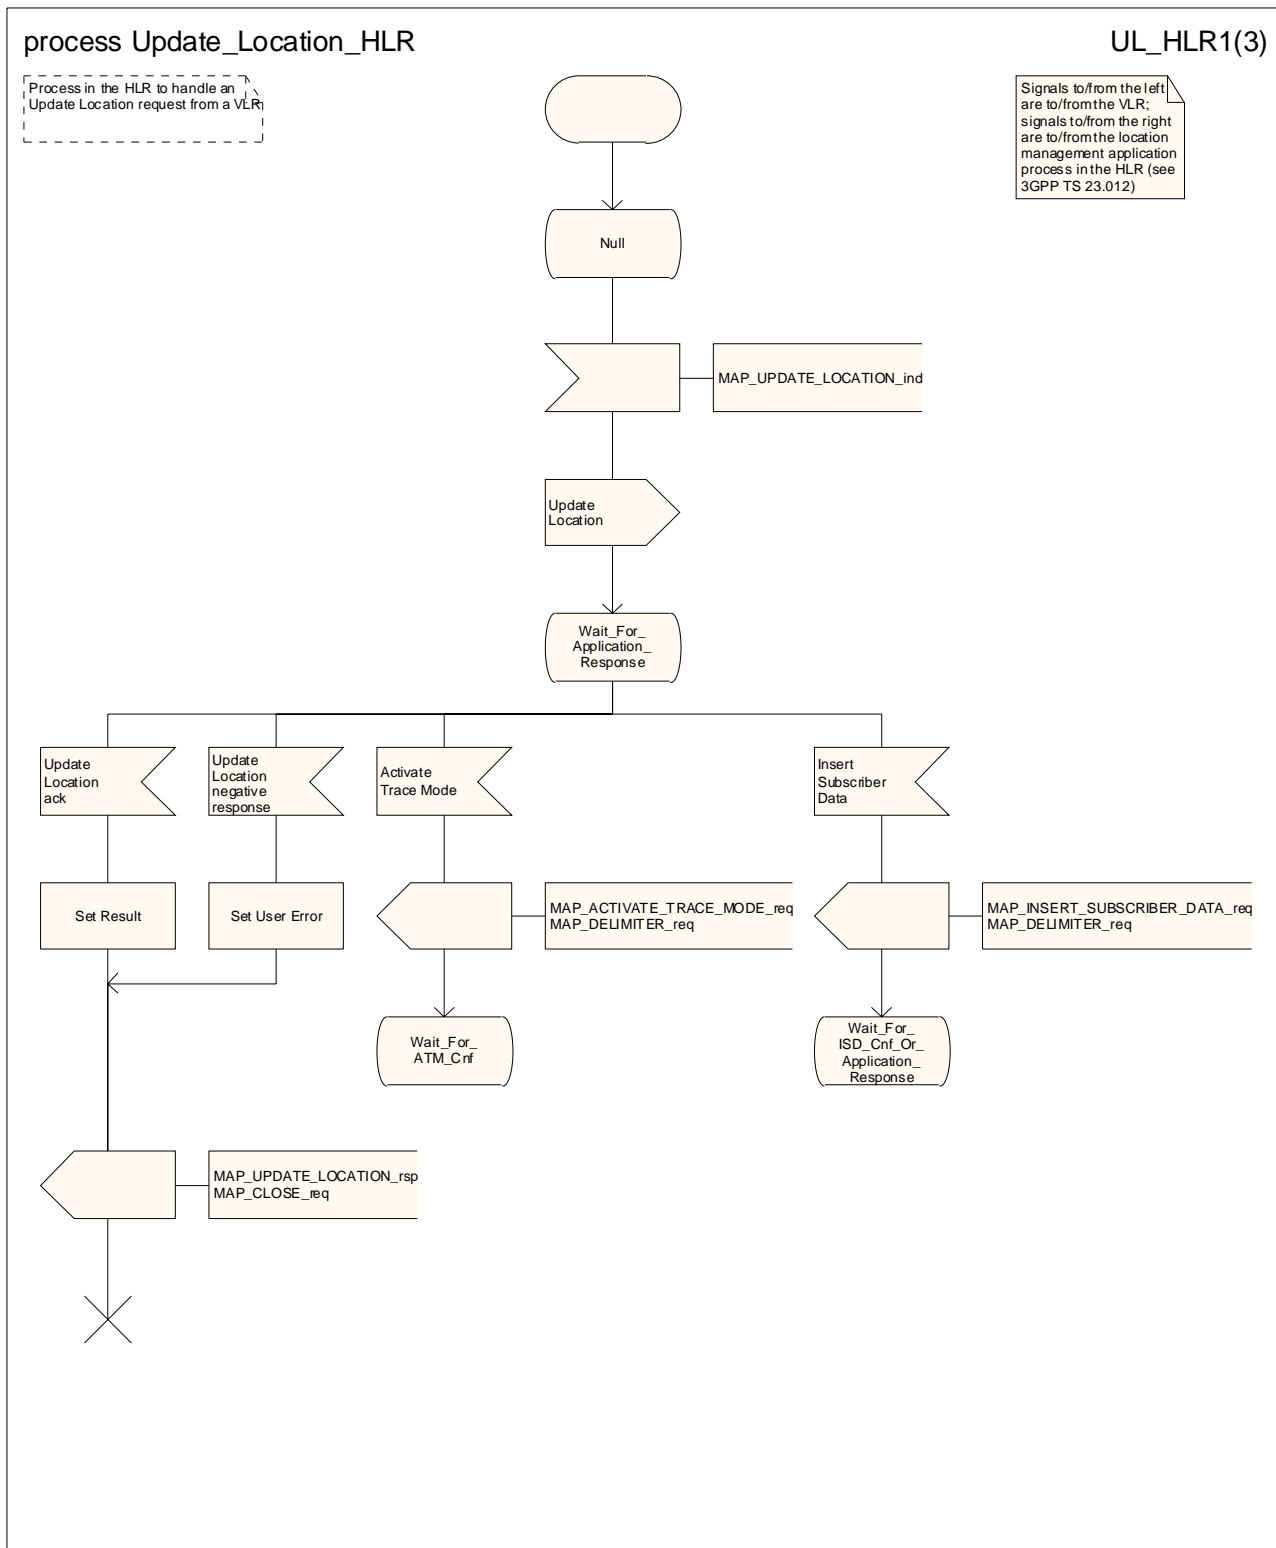 process Update_Location_HLR
UL_HLR1(3)
Process in the HLR to handle an
Update Location request from a VLR
Signals to/from the left
are to/from the VLR;
signals to/from the right
are to/from the location
management application
process in the HLR (see
3GPP TS 23.012)
Null
MAP_UPDATE_LOCATION_ind
Update
Location
Wait_For_
Application_
Response
Update
Location
ack
Update
Location
negative
response
Activate
Trace Mode
Insert
Subscriber
Data
Set Result
Set User Error
MAP_ACTIVATE_TRACE_MODE_req
MAP_DELIMITER_req
MAP_INSERT_SUBSCRIBER_DATA_req
MAP_DELIMITER_req
Wait_For_
ATM_Cnf
Wait_For_
ISD_Cnf_Or_
Application_
Response
MAP_UPDATE_LOCATION_rsp
MAP_CLOSE_req